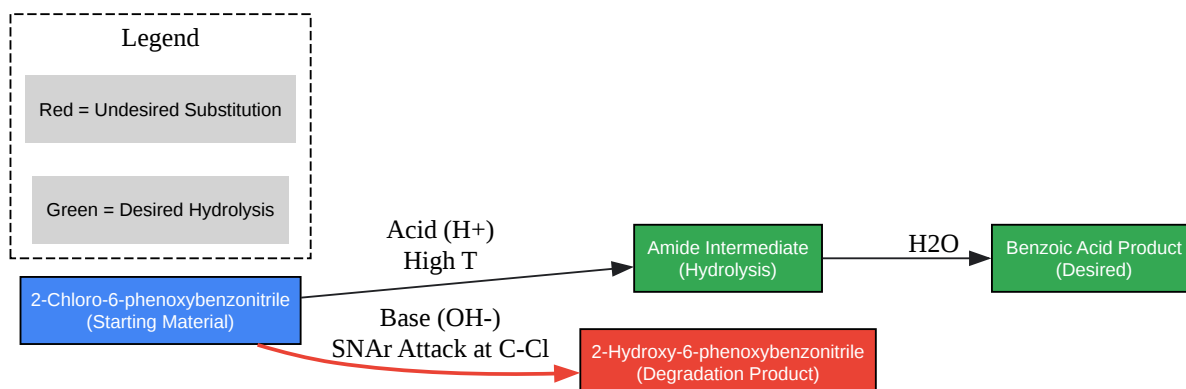 Legend
Red = Undesired Substitution
Green = Desired Hydrolysis
Acid (H+)
High T
Amide Intermediate
(Hydrolysis)
H2O
Benzoic Acid Product
(Desired)
2-Chloro-6-phenoxybenzonitrile
(Starting Material)
Base (OH-)
SNAr Attack at C-Cl
2-Hydroxy-6-phenoxybenzonitrile
(Degradation Product)